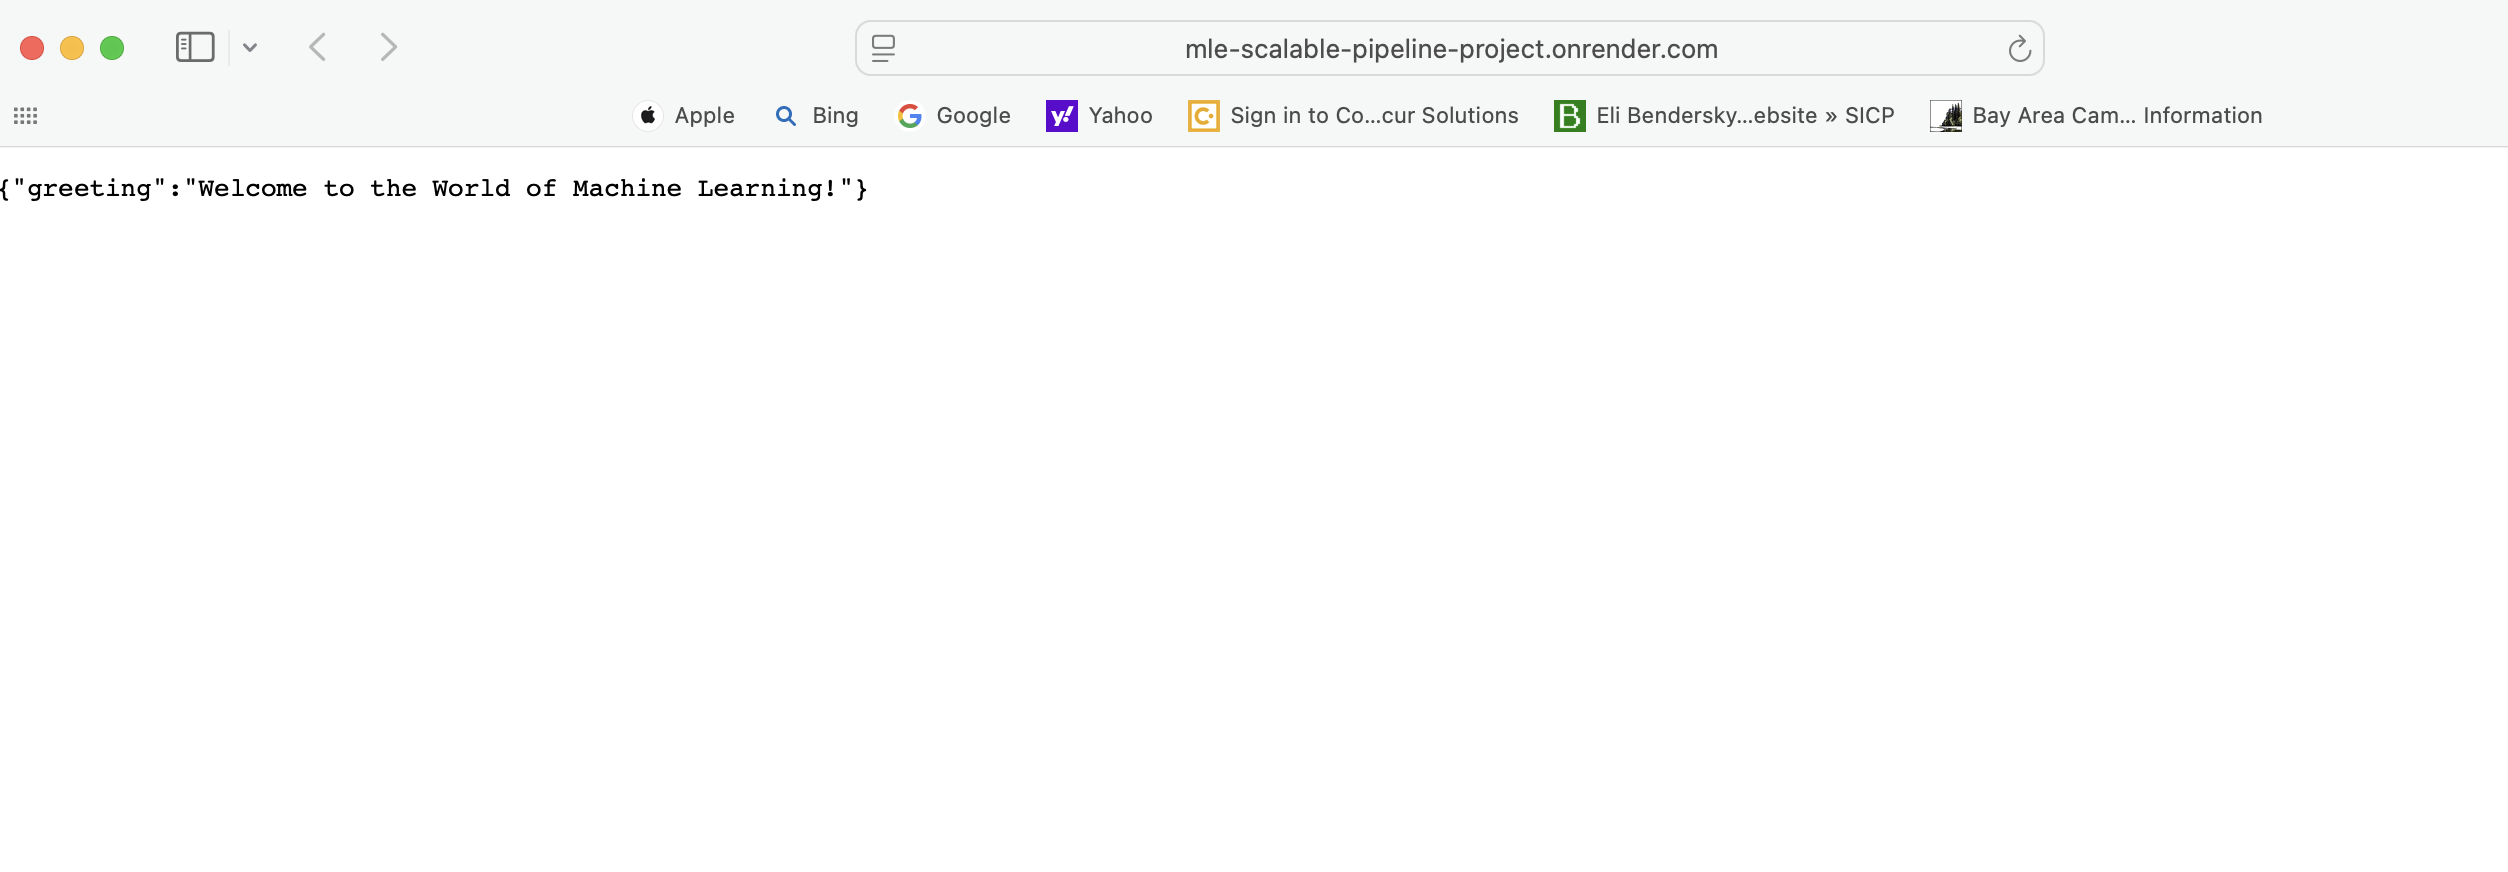 mle-scalable-pipeline-project.onrender.com
Apple Bing Google Yahoo Sign in to Co...cur Solutions Eli Bendersky...ebsite » SICP Bay Area Cam... Information
{"greeting":"Welcome to the World of Machine Learning!"}